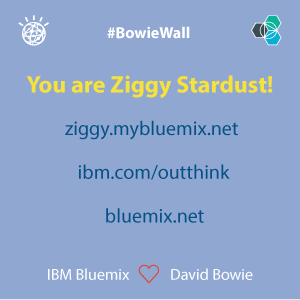 #BowieWall
You are Ziggy Stardust!
ziggy.mybluemix.net
ibm.com/outthink
bluemix.net
IBM Bluemix David Bowie